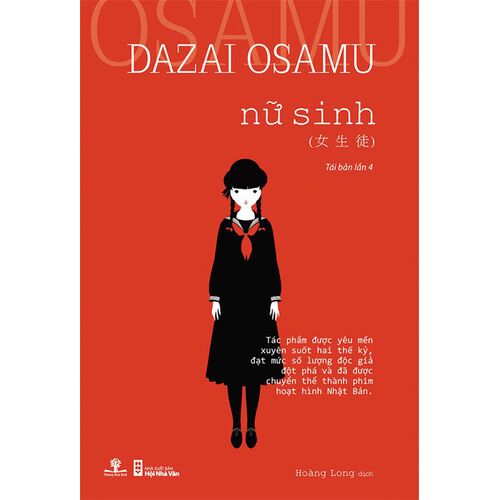 OSAMU
DAZAI OSAMU
nữ sinh
(女生徒)
Tái bản lần 4
Tác phẩm được yêu mến
xuyên suốt hai thế kỷ,
đạt mức số lượng độc giả
đột phá và đã được
chuyển thể thành phim
hoạt hình Nhật Bản.
NHÀ XUẤT BẢN
Hội Nhà Văn
Hoàng Long dịch